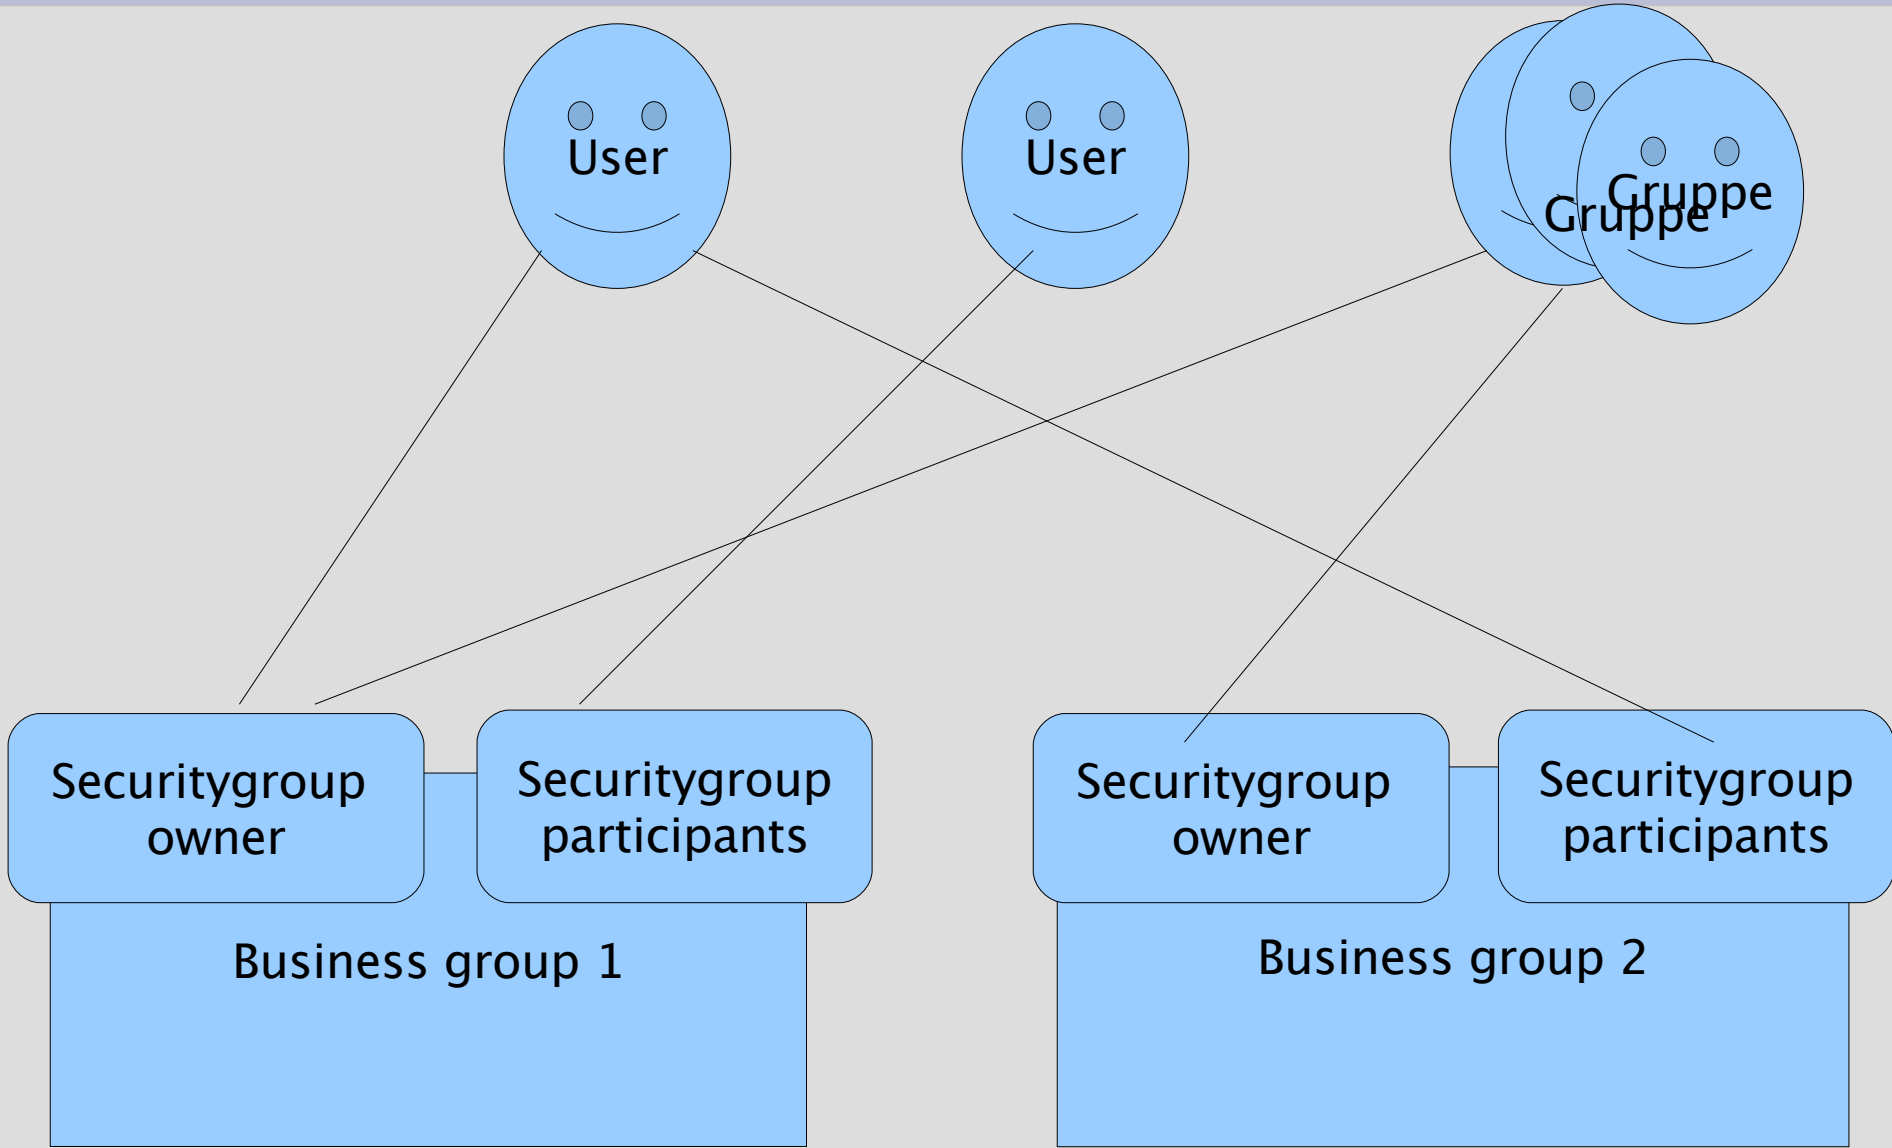 User
User
Gruppe
Gruppe
Securitygroup
owner
Securitygroup
participants
Securitygroup
owner
Securitygroup
participants
Business group 1
Business group 2